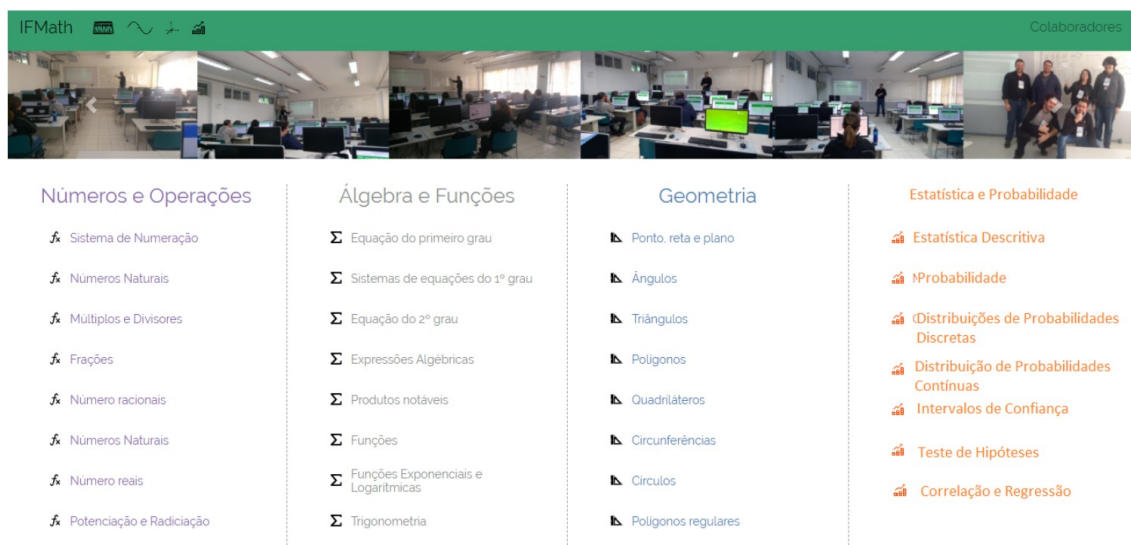 IFMath
Colaboradores
Números e Operações
Sistema de Numeração
Números Naturais
Múltiplos e Divisores
Frações
Número racionais
Números Naturais
Número reais
Potenciação e Radiciação
Álgebra e Funções
Equação do primeiro grau
Sistemas de equações do 1º grau
Equação do 2º grau
Expressões Algébricas
Produtos notáveis
Funções
Funções Exponenciais e
Logarítmicas
Trigonometria
Geometria
Ponto, reta e plano
Ângulos
Triângulos
Polígonos
Quadriláteros
Circunferências
Círculos
Polígonos regulares
Estatística e Probabilidade
Estatística Descritiva
Probabilidade
Distribuições de Probabilidades
Discretas
Distribuição de Probabilidades
Contínuas
Intervalos de Confiança
Teste de Hipóteses
Correlação e Regressão